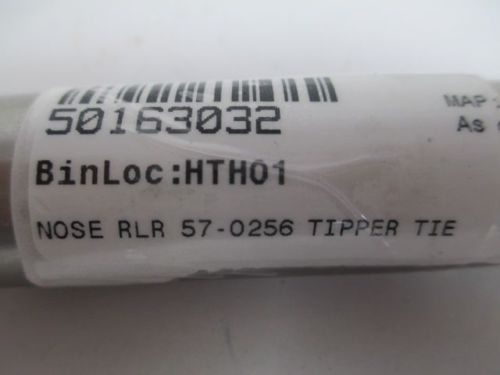 50163032
MAP:
As
BinLoc:HTH01
NOSE RLR 57-0256 TIPPER TIE